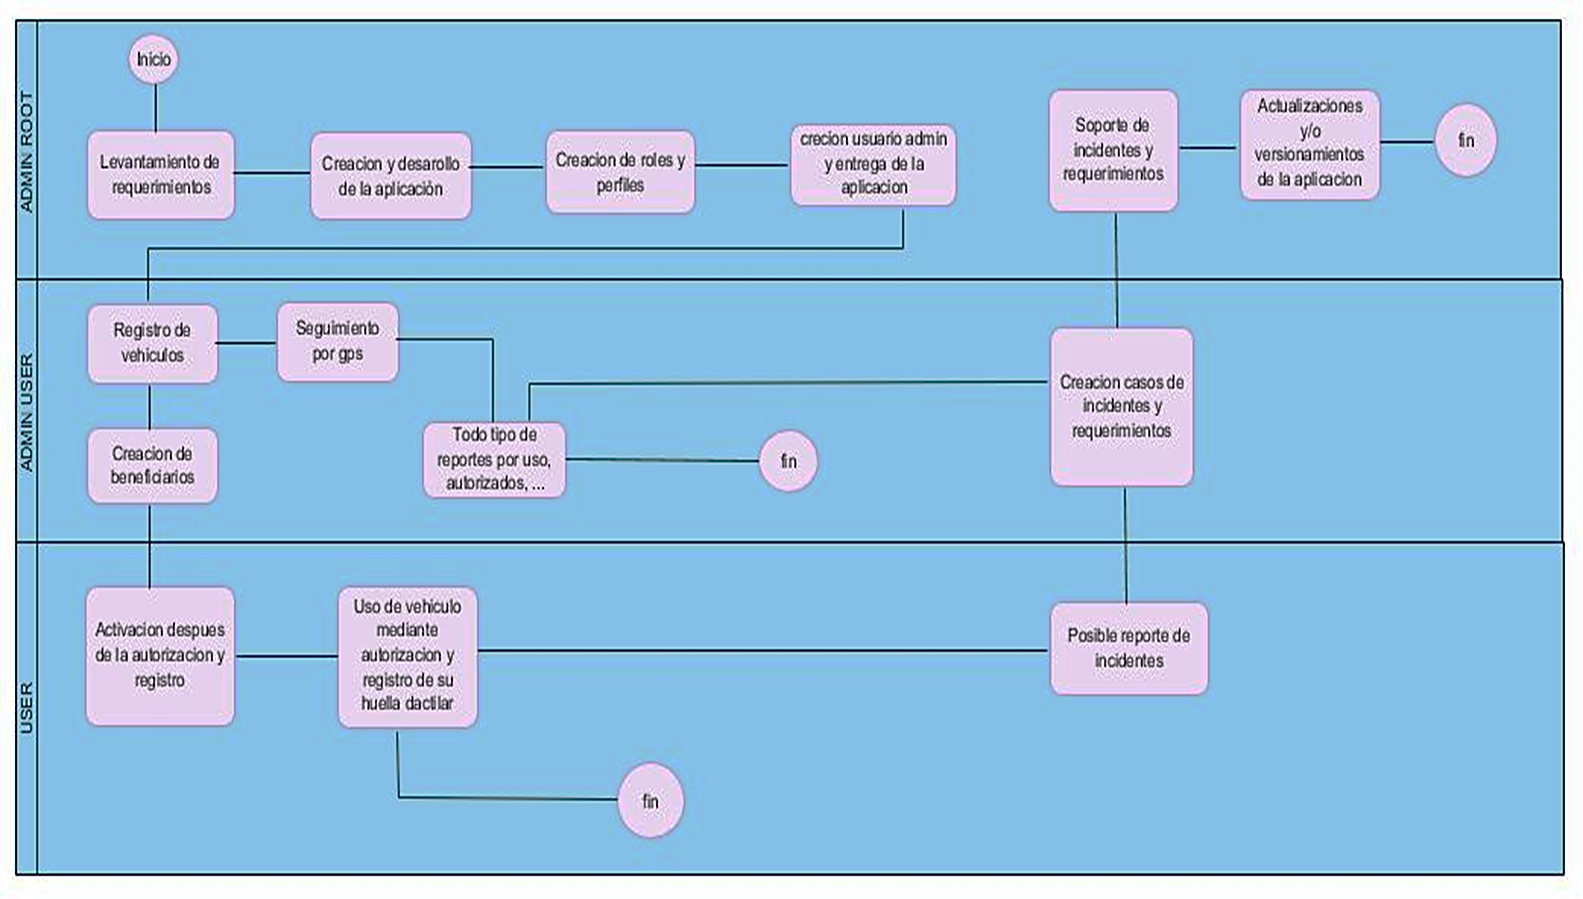 ADMIN ROOT
Inicio
Levantamiento de
requerimientos
Creacion y desarollo
de la aplicación
Creacion de roles y
perfiles
crecion usuario admin
y entrega de la
aplicacion
Soporte de
incidentes y
requerimientos
Actualizaciones
y/o
versionamientos
de la aplicacion
fin
ADMIN USER
Registro de
vehiculos
Seguimiento
por gps
Creacion de
beneficiarios
Todo tipo de
reportes por uso,
autorizados, ...
fin
Creacion casos de
incidentes y
requerimientos
USER
Activacion despues
de la autorizacion y
registro
Uso de vehiculo
mediante
autorizacion y
registro de su
huella dactilar
Posible reporte de
incidentes
fin